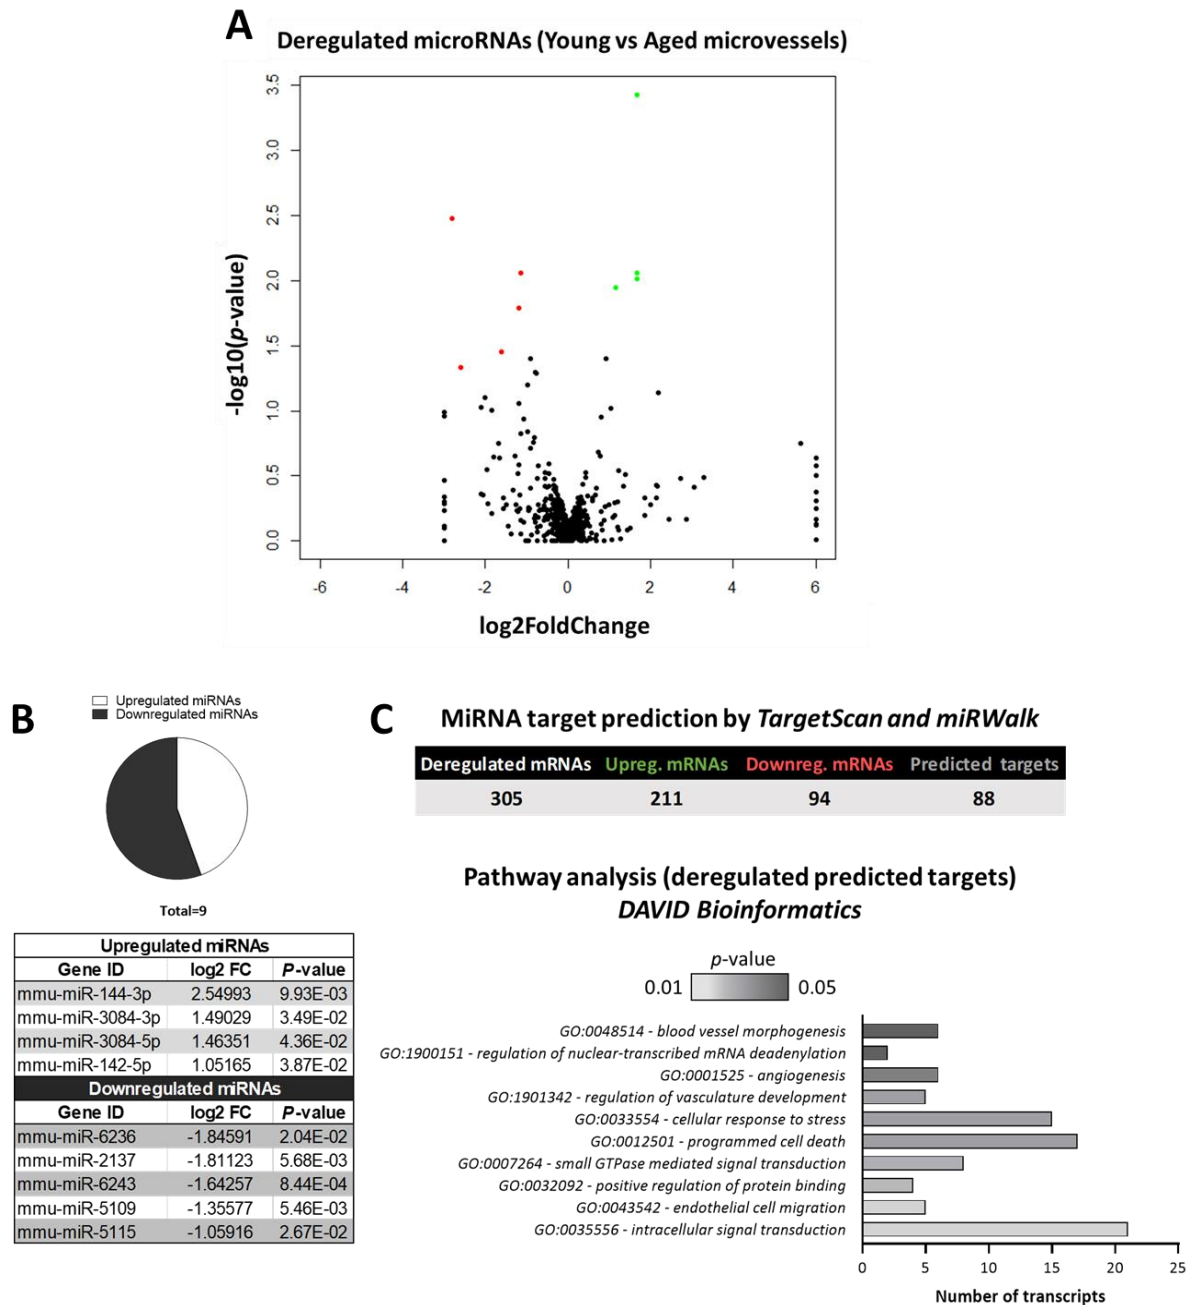 A
Deregulated microRNAs (Young vs Aged microvessels)
3.5
3.0
2.5
2.0
1.5
1.0
0.5
0.0
-log10(p-value)
-6 -4 -2 0 2 4 6
log2FoldChange
B
Upregulated miRNAs
Downregulated miRNAs
Total=9
Upregulated miRNAs
Gene ID log2 FC P-value
mmu-miR-144-3p 2.54993 9.93E-03
mmu-miR-3084-3p 1.49029 3.49E-02
mmu-miR-3084-5p 1.46351 4.36E-02
mmu-miR-142-5p 1.05165 3.87E-02
Downregulated miRNAs
Gene ID log2 FC P-value
mmu-miR-6236 -1.84591 2.04E-02
mmu-miR-2137 -1.81123 5.68E-03
mmu-miR-6243 -1.64257 8.44E-04
mmu-miR-5109 -1.35577 5.46E-03
mmu-miR-5115 -1.05916 2.67E-02
C
MiRNA target prediction by TargetScan and miRWalk
Deregulated mRNAs Upreg. mRNAs Downreg. mRNAs Predicted targets
305 211 94 88
Pathway analysis (deregulated predicted targets)
DAVID Bioinformatics
p-value
0.01 0.05
GO:0048514 - blood vessel morphogenesis
GO:1900151 - regulation of nuclear-transcribed mRNA deadenylation
GO:0001525 - angiogenesis
GO:1901342 - regulation of vasculature development
GO:0033554 - cellular response to stress
GO:0012501 - programmed cell death
GO:0007264 - small GTPase mediated signal transduction
GO:0032092 - positive regulation of protein binding
GO:0043542 - endothelial cell migration
GO:0035556 - intracellular signal transduction
0 5 10 15 20 25
Number of transcripts